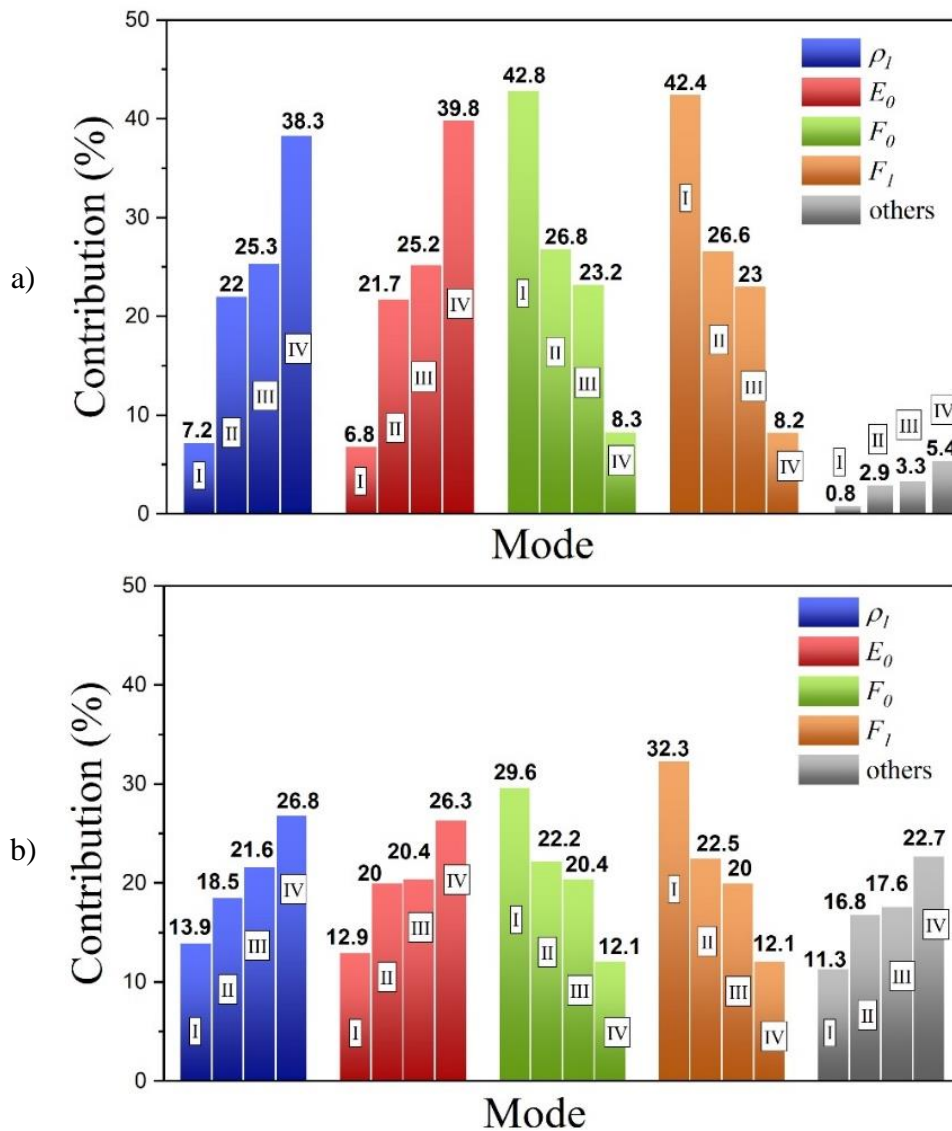 a)
Contribution (%)
50
40
30
20
10
0
7.2
22
25.3
38.3
I
II
III
IV
6.8
21.7
25.2
39.8
I
II
III
IV
42.8
26.8
23.2
8.3
I
II
III
IV
42.4
26.6
23
8.2
I
II
III
IV
0.8
2.9
3.3
5.4
I
II
III
IV
ρ1
E0
F0
F1
others
Mode
b)
Contribution (%)
50
40
30
20
10
0
13.9
18.5
21.6
26.8
I
II
III
IV
12.9
20
20.4
26.3
I
II
III
IV
29.6
22.2
20.4
12.1
I
II
III
IV
32.3
22.5
20
12.1
I
II
III
IV
11.3
16.8
17.6
22.7
I
II
III
IV
ρ1
E0
F0
F1
others
Mode